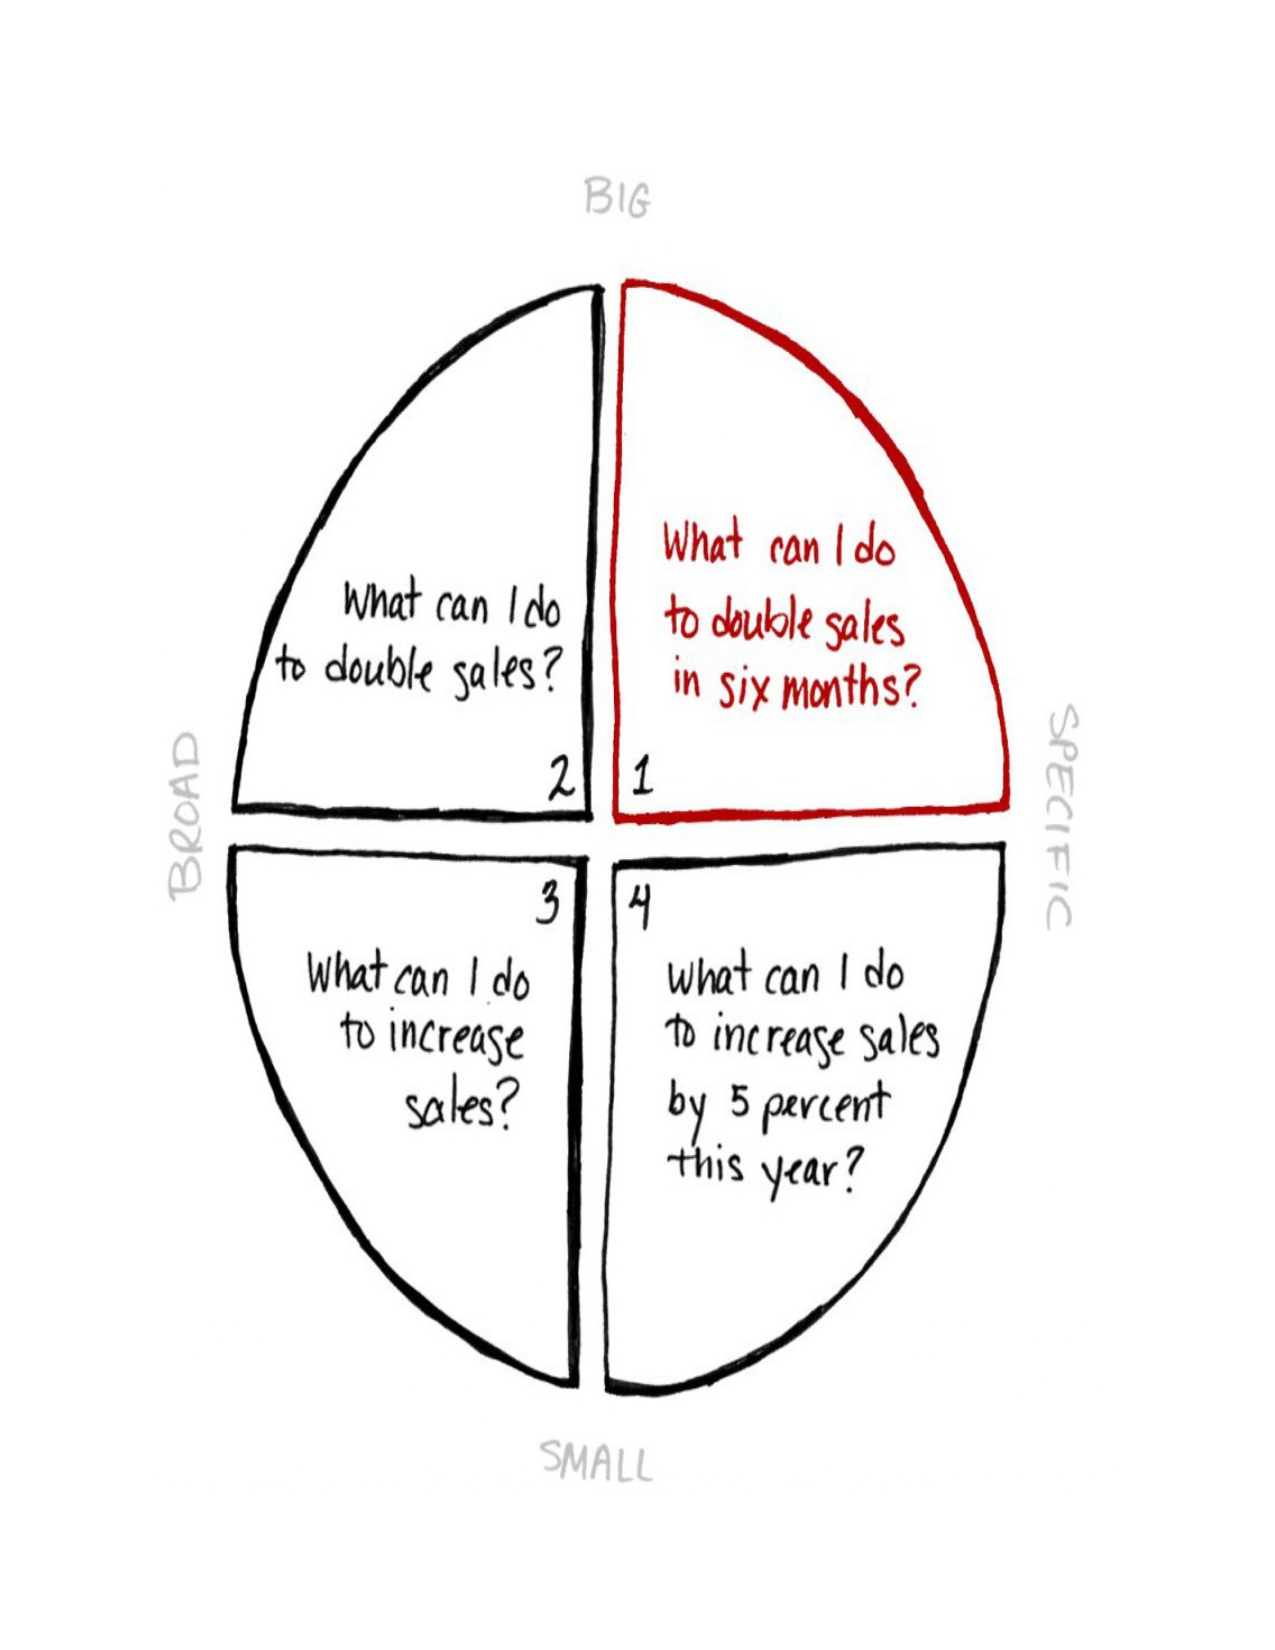 BIG
What can I do
to double sales?
2
What can I do
to double sales
in six months?
1
BROAD
SPECIFIC
3
What can I do
to increase
sales?
4
What can I do
to increase sales
by 5 percent
this year?
SMALL